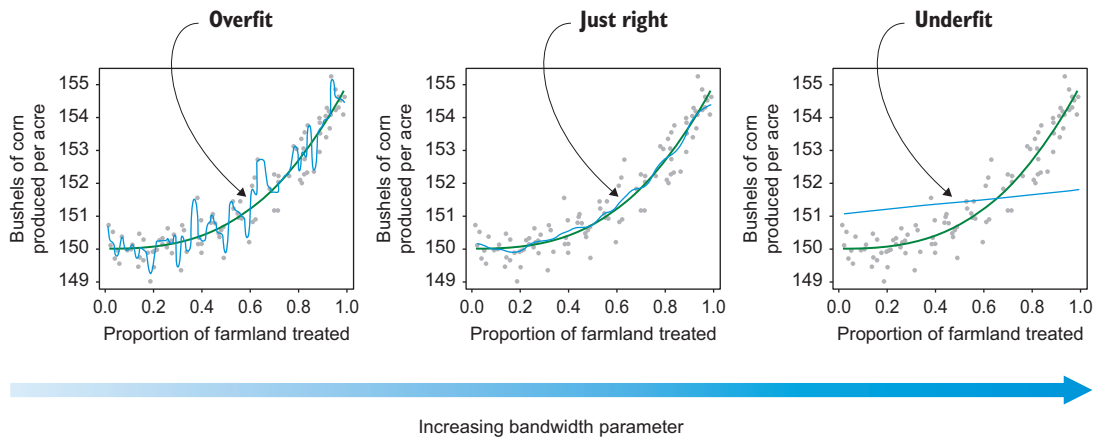 Overfit
Just right
Underfit
Bushels of corn
produced per acre
155
154
153
152
151
150
149
0.0 0.2 0.4 0.6 0.8 1.0
Proportion of farmland treated
Bushels of corn
produced per acre
155
154
153
152
151
150
149
0.0 0.2 0.4 0.6 0.8 1.0
Proportion of farmland treated
Bushels of corn
produced per acre
155
154
153
152
151
150
149
0.0 0.2 0.4 0.6 0.8 1.0
Proportion of farmland treated
Increasing bandwidth parameter